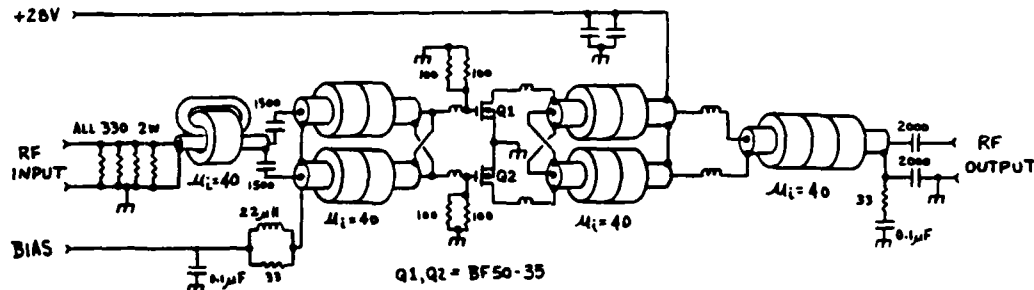 +28V
100
100
1500
Q1
ALL 330 2W
RF
INPUT
μi=40
1500
2000
RF
OUTPUT
2000
Q2
μi=40
100
100
μi=40
μi=40
33
22μH
BIAS
0.1μF
33
0.1μF
Q1,Q2 = BF50-35